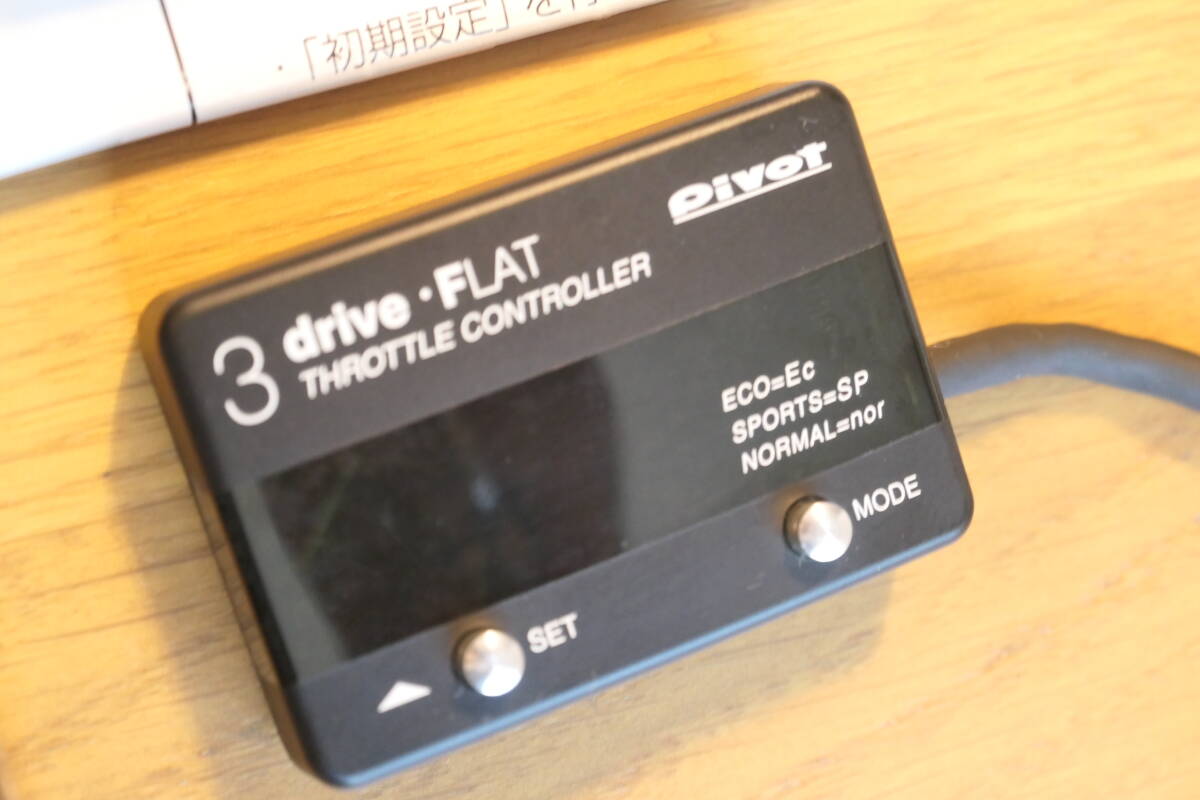 ・「初期設定」を
pivot
3 drive・FLAT
THROTTLE CONTROLLER
ECO=Ec
SPORTS=SP
NORMAL=nor
MODE
SET